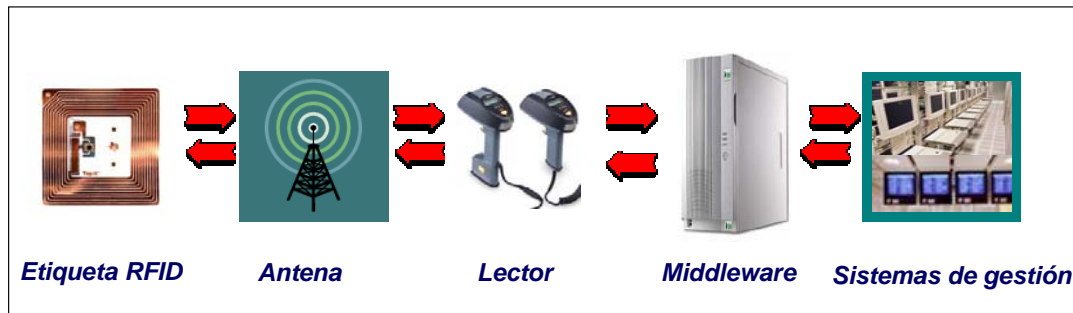 Etiqueta RFID
Antena
Lector
Middleware
Sistemas de gestión